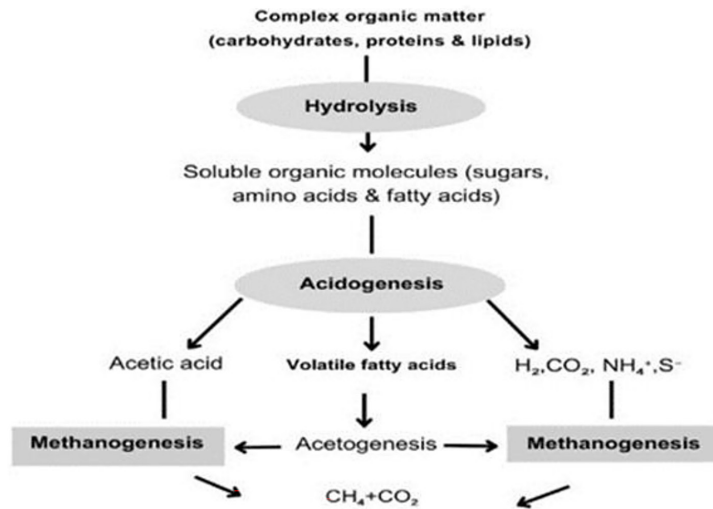 Complex organic matter
(carbohydrates, proteins & lipids)
Hydrolysis
Soluble organic molecules (sugars,
amino acids & fatty acids)
Acidogenesis
Acetic acid
Volatile fatty acids
H₂,CO₂, NH₄⁺,S⁻
Methanogenesis
Acetogenesis
Methanogenesis
CH₄+CO₂